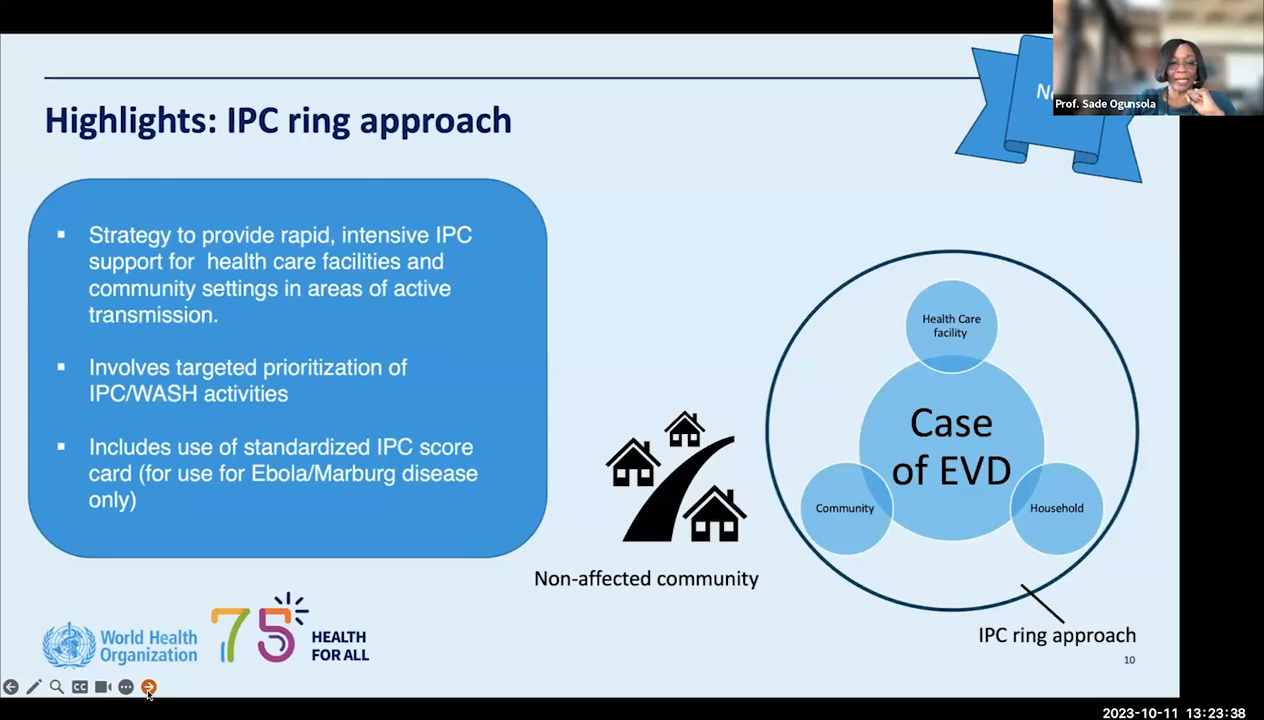 Prof. Sade Ogunsola
Highlights: IPC ring approach
▪ Strategy to provide rapid, intensive IPC
support for health care facilities and
community settings in areas of active
transmission.
▪ Involves targeted prioritization of
IPC/WASH activities
▪ Includes use of standardized IPC score
card (for use for Ebola/Marburg disease
only)
Health Care
facility
Case
of EVD
Community
Household
Non-affected community
IPC ring approach
World Health
Organization
75
HEALTH
FOR ALL
10
CC
2023-10-11 13:23:38